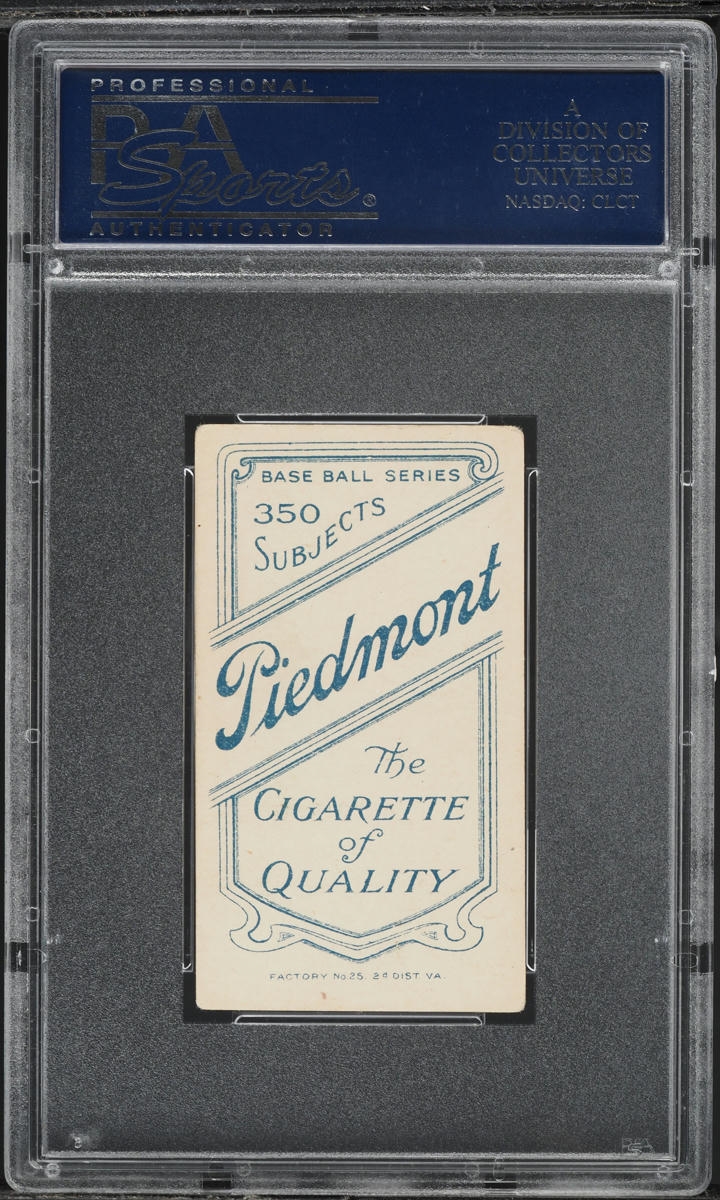 PROFESSIONAL
PSA
Sports®
AUTHENTICATOR
A
DIVISION OF
COLLECTORS
UNIVERSE
NASDAQ: CLCT
BASE BALL SERIES
350
SUBJECTS
Piedmont
The
CIGARETTE
of
QUALITY
FACTORY No. 25. 2d DIST VA.